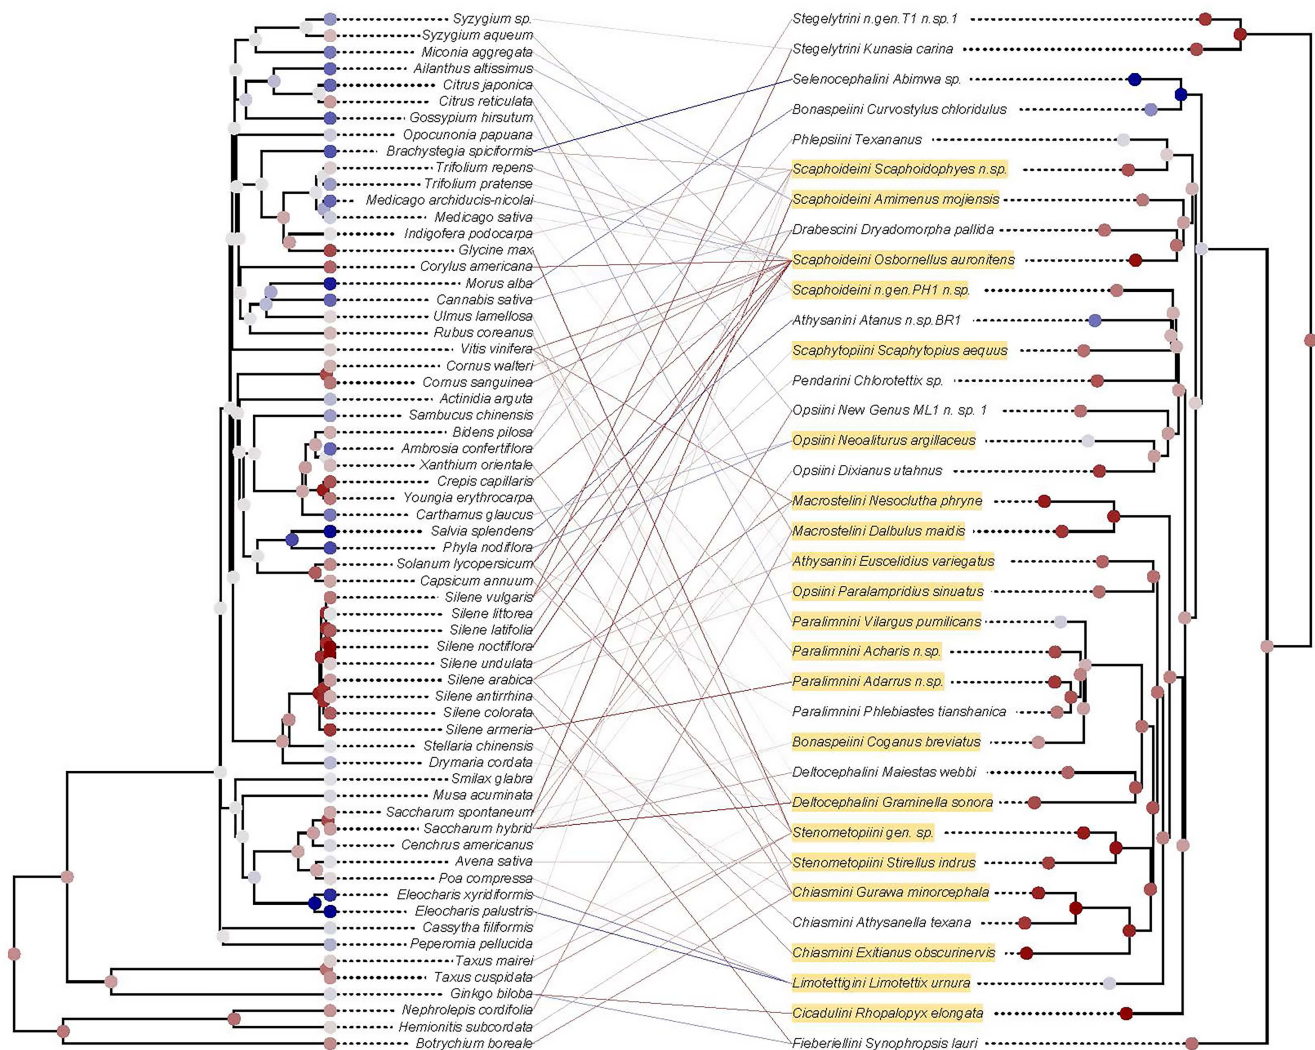 Syzygium sp.
Syzygium aqueum
Miconia aggregata
Ailanthus altissimus
Citrus japonica
Citrus reticulata
Gossypium hirsutum
Opocunonia papuana
Brachystegia spiciformis
Trifolium repens
Trifolium pratense
Medicago archiducis-nicolai
Medicago sativa
Indigofera podocarpa
Glycine max
Corylus americana
Morus alba
Cannabis sativa
Ulmus lamellosa
Rubus coreanus
Vitis vinifera
Cornus walteri
Cornus sanguinea
Actinidia arguta
Sambucus chinensis
Bidens pilosa
Ambrosia confertiflora
Xanthium orientale
Crepis capillaris
Youngia erythrocarpa
Carthamus glaucus
Salvia splendens
Phyla nodiflora
Solanum lycopersicum
Capsicum annuum
Silene vulgaris
Silene littorea
Silene latifolia
Silene noctiflora
Silene undulata
Silene arabica
Silene antirrhina
Silene colorata
Silene armeria
Stellaria chinensis
Drymaria cordata
Smilax glabra
Musa acuminata
Saccharum spontaneum
Saccharum hybrid
Cenchrus americanus
Avena sativa
Poa compressa
Eleocharis xyridiformis
Eleocharis palustris
Cassytha filiformis
Peperomia pellucida
Taxus mairei
Taxus cuspidata
Ginkgo biloba
Nephrolepis cordifolia
Hemionitis subcordata
Botrychium boreale
Stegelytrini n.gen.T1 n.sp.1
Stegelytrini Kunasia carina
Selenocephalini Abimwa sp.
Bonaspeiini Curvostylus chloridulus
Phlepsiini Texananus
Scaphoideini Scaphoidophyes n.sp.
Scaphoideini Amimenus mojiensis
Drabescini Dryadomorpha pallida
Scaphoideini Osbornellus auronitens
Scaphoideini n.gen.PH1 n.sp.
Athysanini Atanus n.sp.BR1
Scaphytopiini Scaphytopius aequus
Pendarini Chlorotettix sp.
Opsiini New Genus ML1 n. sp. 1
Opsiini Neoaliturus argillaceus
Opsiini Dixianus utahnus
Macrostelini Nesoclutha phryne
Macrostelini Dalbulus maidis
Athysanini Euscelidius variegatus
Opsiini Paralampridius sinuatus
Paralimnini Vilargus pumilicans
Paralimnini Acharis n.sp.
Paralimnini Adarrus n.sp.
Paralimnini Phlebiastes tianshanica
Bonaspeiini Coganus breviatus
Deltocephalini Maiestas webbi
Deltocephalini Graminella sonora
Stenometopiini gen. sp.
Stenometopiini Stirellus indrus
Chiasmini Gurawa minorcephala
Chiasmini Athysanella texana
Chiasmini Exitianus obscurinervis
Limotettigini Limotettix urnura
Cicadulini Rhopalopyx elongata
Fieberiellini Synophropsis lauri